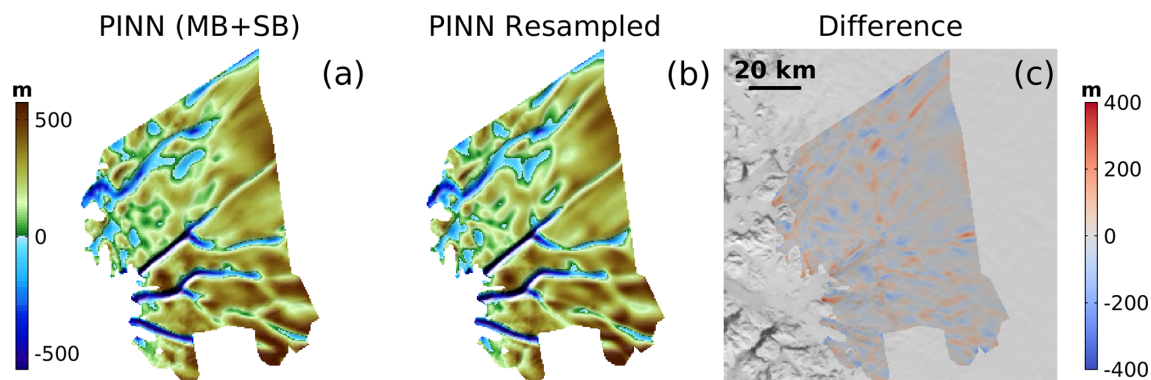 PINN (MB+SB)
PINN Resampled
Difference
(a)
(b)
20 km
(c)
m
500
0
-500
m
400
200
0
-200
-400